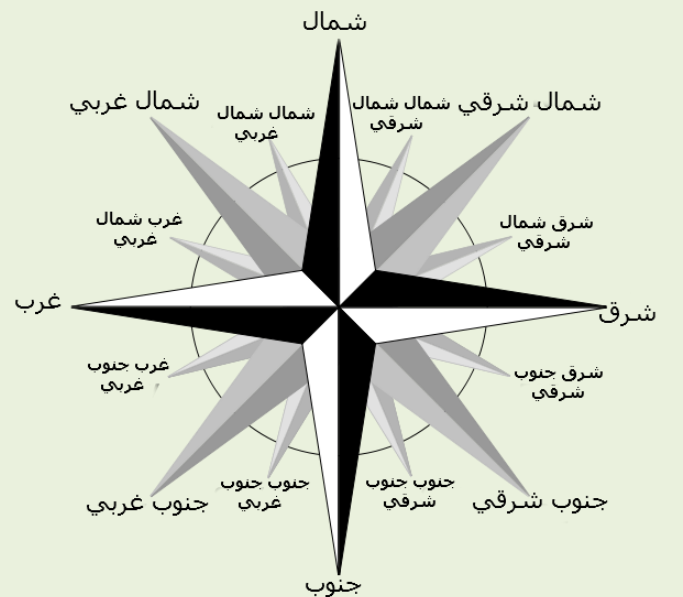 شمال
شمال شرقي
شمال شمال
شرقي
شمال شمال
غربي
شمال غربي
شرق شمال
شرقي
غرب شمال
غربي
شرق
غرب
شرق جنوب
شرقي
غرب جنوب
غربي
جنوب شرقي
جنوب جنوب
شرقي
جنوب جنوب
غربي
جنوب غربي
جنوب